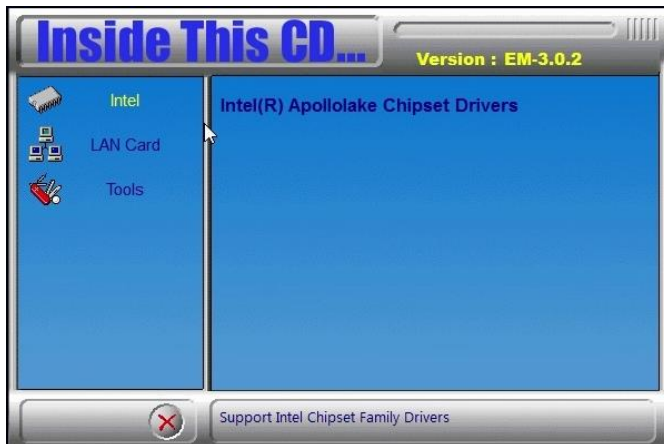 Inside This CD...
Version : EM-3.0.2
Intel
LAN Card
Tools
Intel(R) Apollolake Chipset Drivers
Support Intel Chipset Family Drivers